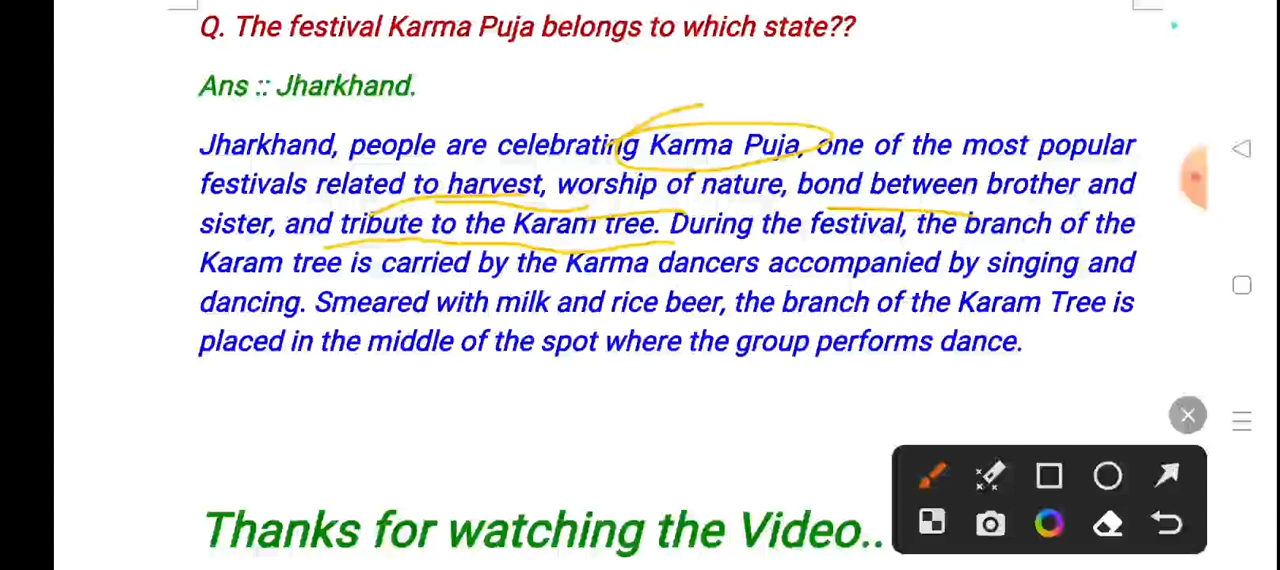 Q. The festival Karma Puja belongs to which state??
Ans :: Jharkhand.
Jharkhand, people are celebrating Karma Puja, one of the most popular
festivals related to harvest, worship of nature, bond between brother and
sister, and tribute to the Karam tree. During the festival, the branch of the
Karam tree is carried by the Karma dancers accompanied by singing and
dancing. Smeared with milk and rice beer, the branch of the Karam Tree is
placed in the middle of the spot where the group performs dance.
Thanks for watching the Video..